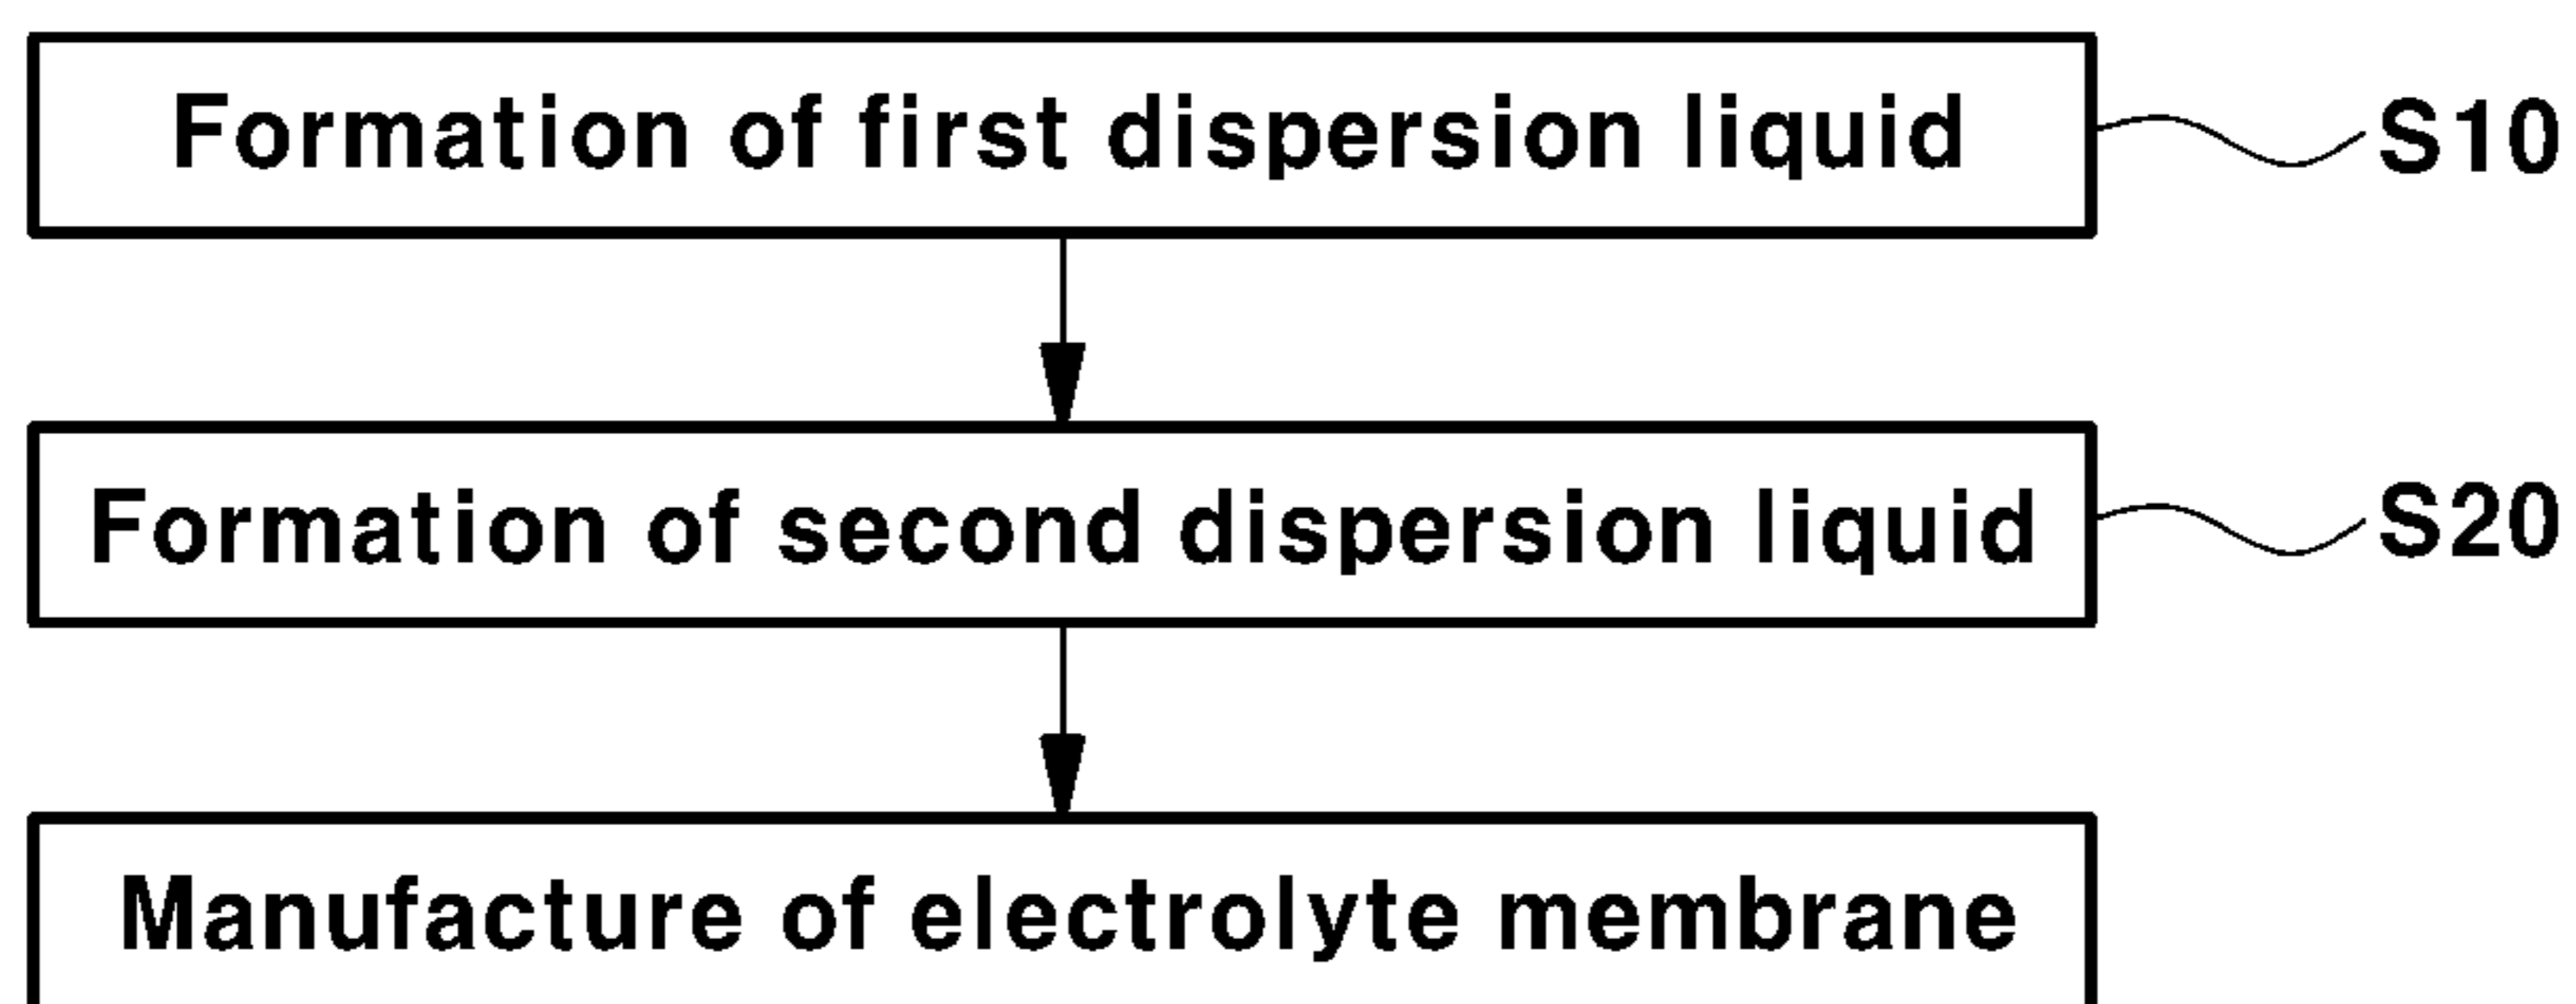 Formation of first dispersion liquid S10
Formation of second dispersion liquid S20
Manufacture of electrolyte membrane